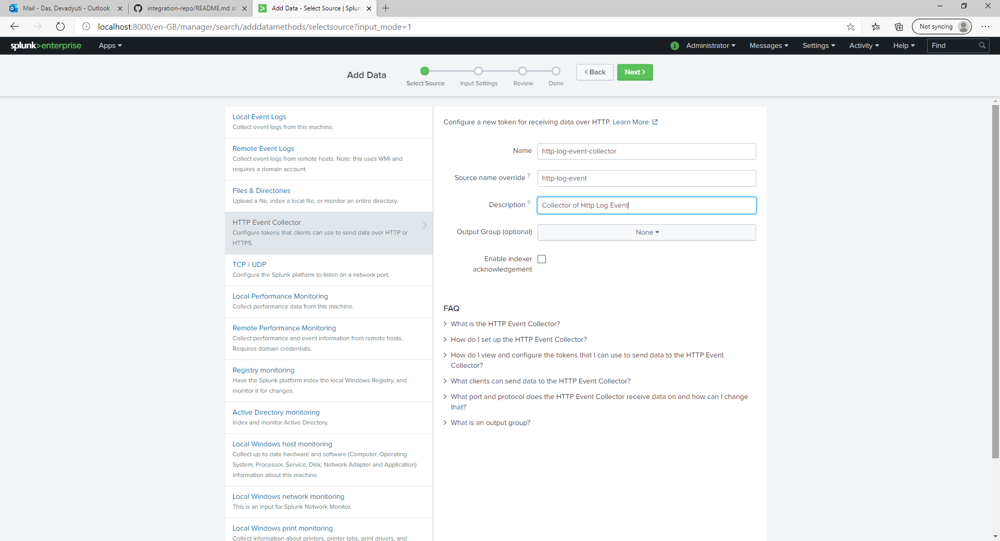 Mail - Das, Devadyuti - Outlook
integration-repo/README.md at
Add Data - Select Source | Splun
localhost:8000/en-GB/manager/search/adddatamethods/selectsource?input_mode=1
Not syncing
splunk>enterprise
Apps
Administrator
Messages
Settings
Activity
Help
Find
Add Data
Select Source
Input Settings
Review
Done
< Back
Next >
Local Event Logs
Collect event logs from this machine.
Remote Event Logs
Collect event logs from remote hosts. Note: this uses WMI and
requires a domain account.
Files & Directories
Upload a file, index a local file, or monitor an entire directory.
HTTP Event Collector
Configure tokens that clients can use to send data over HTTP or
HTTPS.
TCP / UDP
Configure the Splunk platform to listen on a network port.
Local Performance Monitoring
Collect performance data from this machine.
Remote Performance Monitoring
Collect performance and event information from remote hosts.
Requires domain credentials.
Registry monitoring
Have the Splunk platform index the local Windows Registry, and
monitor it for changes.
Active Directory monitoring
Index and monitor Active Directory.
Local Windows host monitoring
Collect up-to-date hardware and software (Computer, Operating
System, Processor, Service, Disk, Network Adapter and Application)
information about this machine.
Local Windows network monitoring
This is an input for Splunk Network Monitor.
Local Windows print monitoring
Collect information about printers, printer jobs, print drivers, and
Configure a new token for receiving data over HTTP. Learn More
Name
http-log-event-collector
Source name override ?
http-log-event
Description ?
Collector of Http Log Event
Output Group (optional)
None
Enable indexer
acknowledgement
FAQ
What is the HTTP Event Collector?
How do I set up the HTTP Event Collector?
How do I view and configure the tokens that I can use to send data to the HTTP Event
Collector?
What clients can send data to the HTTP Event Collector?
What port and protocol does the HTTP Event Collector receive data on and how can I change
that?
What is an output group?